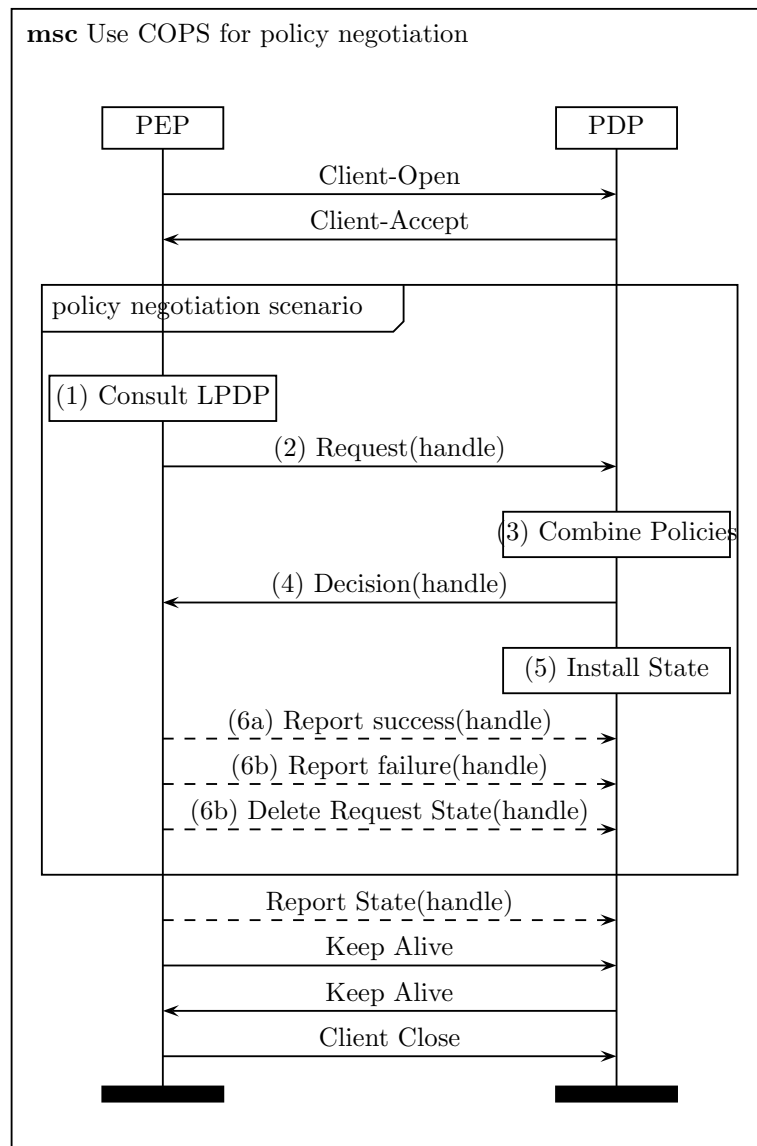 msc Use COPS for policy negotiation
PEP
PDP
Client-Open
Client-Accept
policy negotiation scenario
(1) Consult LPDP
(2) Request(handle)
(3) Combine Policies
(4) Decision(handle)
(5) Install State
(6a) Report success(handle)
(6b) Report failure(handle)
(6b) Delete Request State(handle)
Report State(handle)
Keep Alive
Keep Alive
Client Close